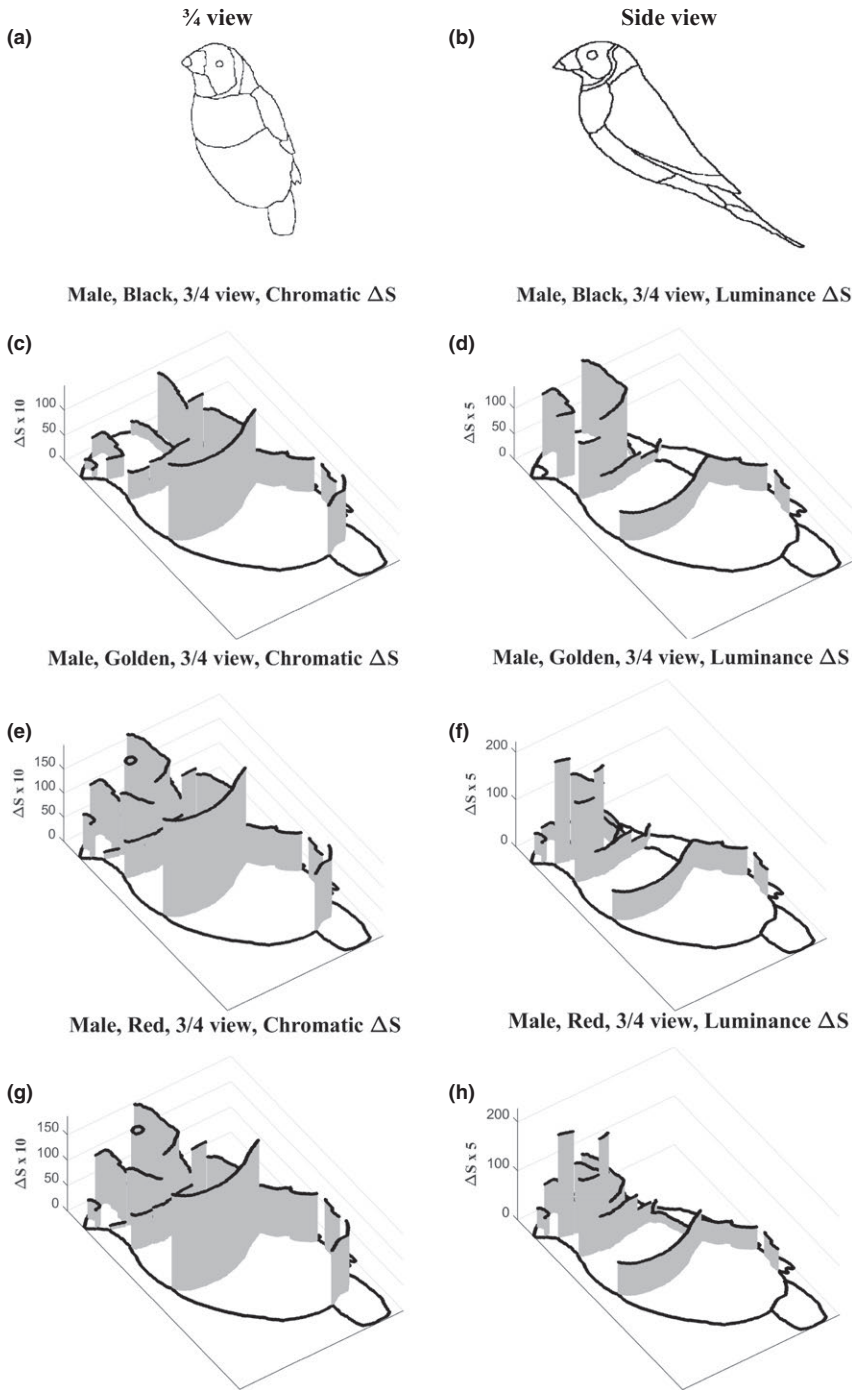 ¾ view
Side view
(a)
(b)
Male, Black, 3/4 view, Chromatic ΔS
Male, Black, 3/4 view, Luminance ΔS
(c)
ΔS x 10
100
50
0
(d)
ΔS x 5
100
50
0
Male, Golden, 3/4 view, Chromatic ΔS
Male, Golden, 3/4 view, Luminance ΔS
(e)
ΔS x 10
150
100
50
0
(f)
ΔS x 5
200
100
0
Male, Red, 3/4 view, Chromatic ΔS
Male, Red, 3/4 view, Luminance ΔS
(g)
ΔS x 10
150
100
50
0
(h)
ΔS x 5
200
100
0